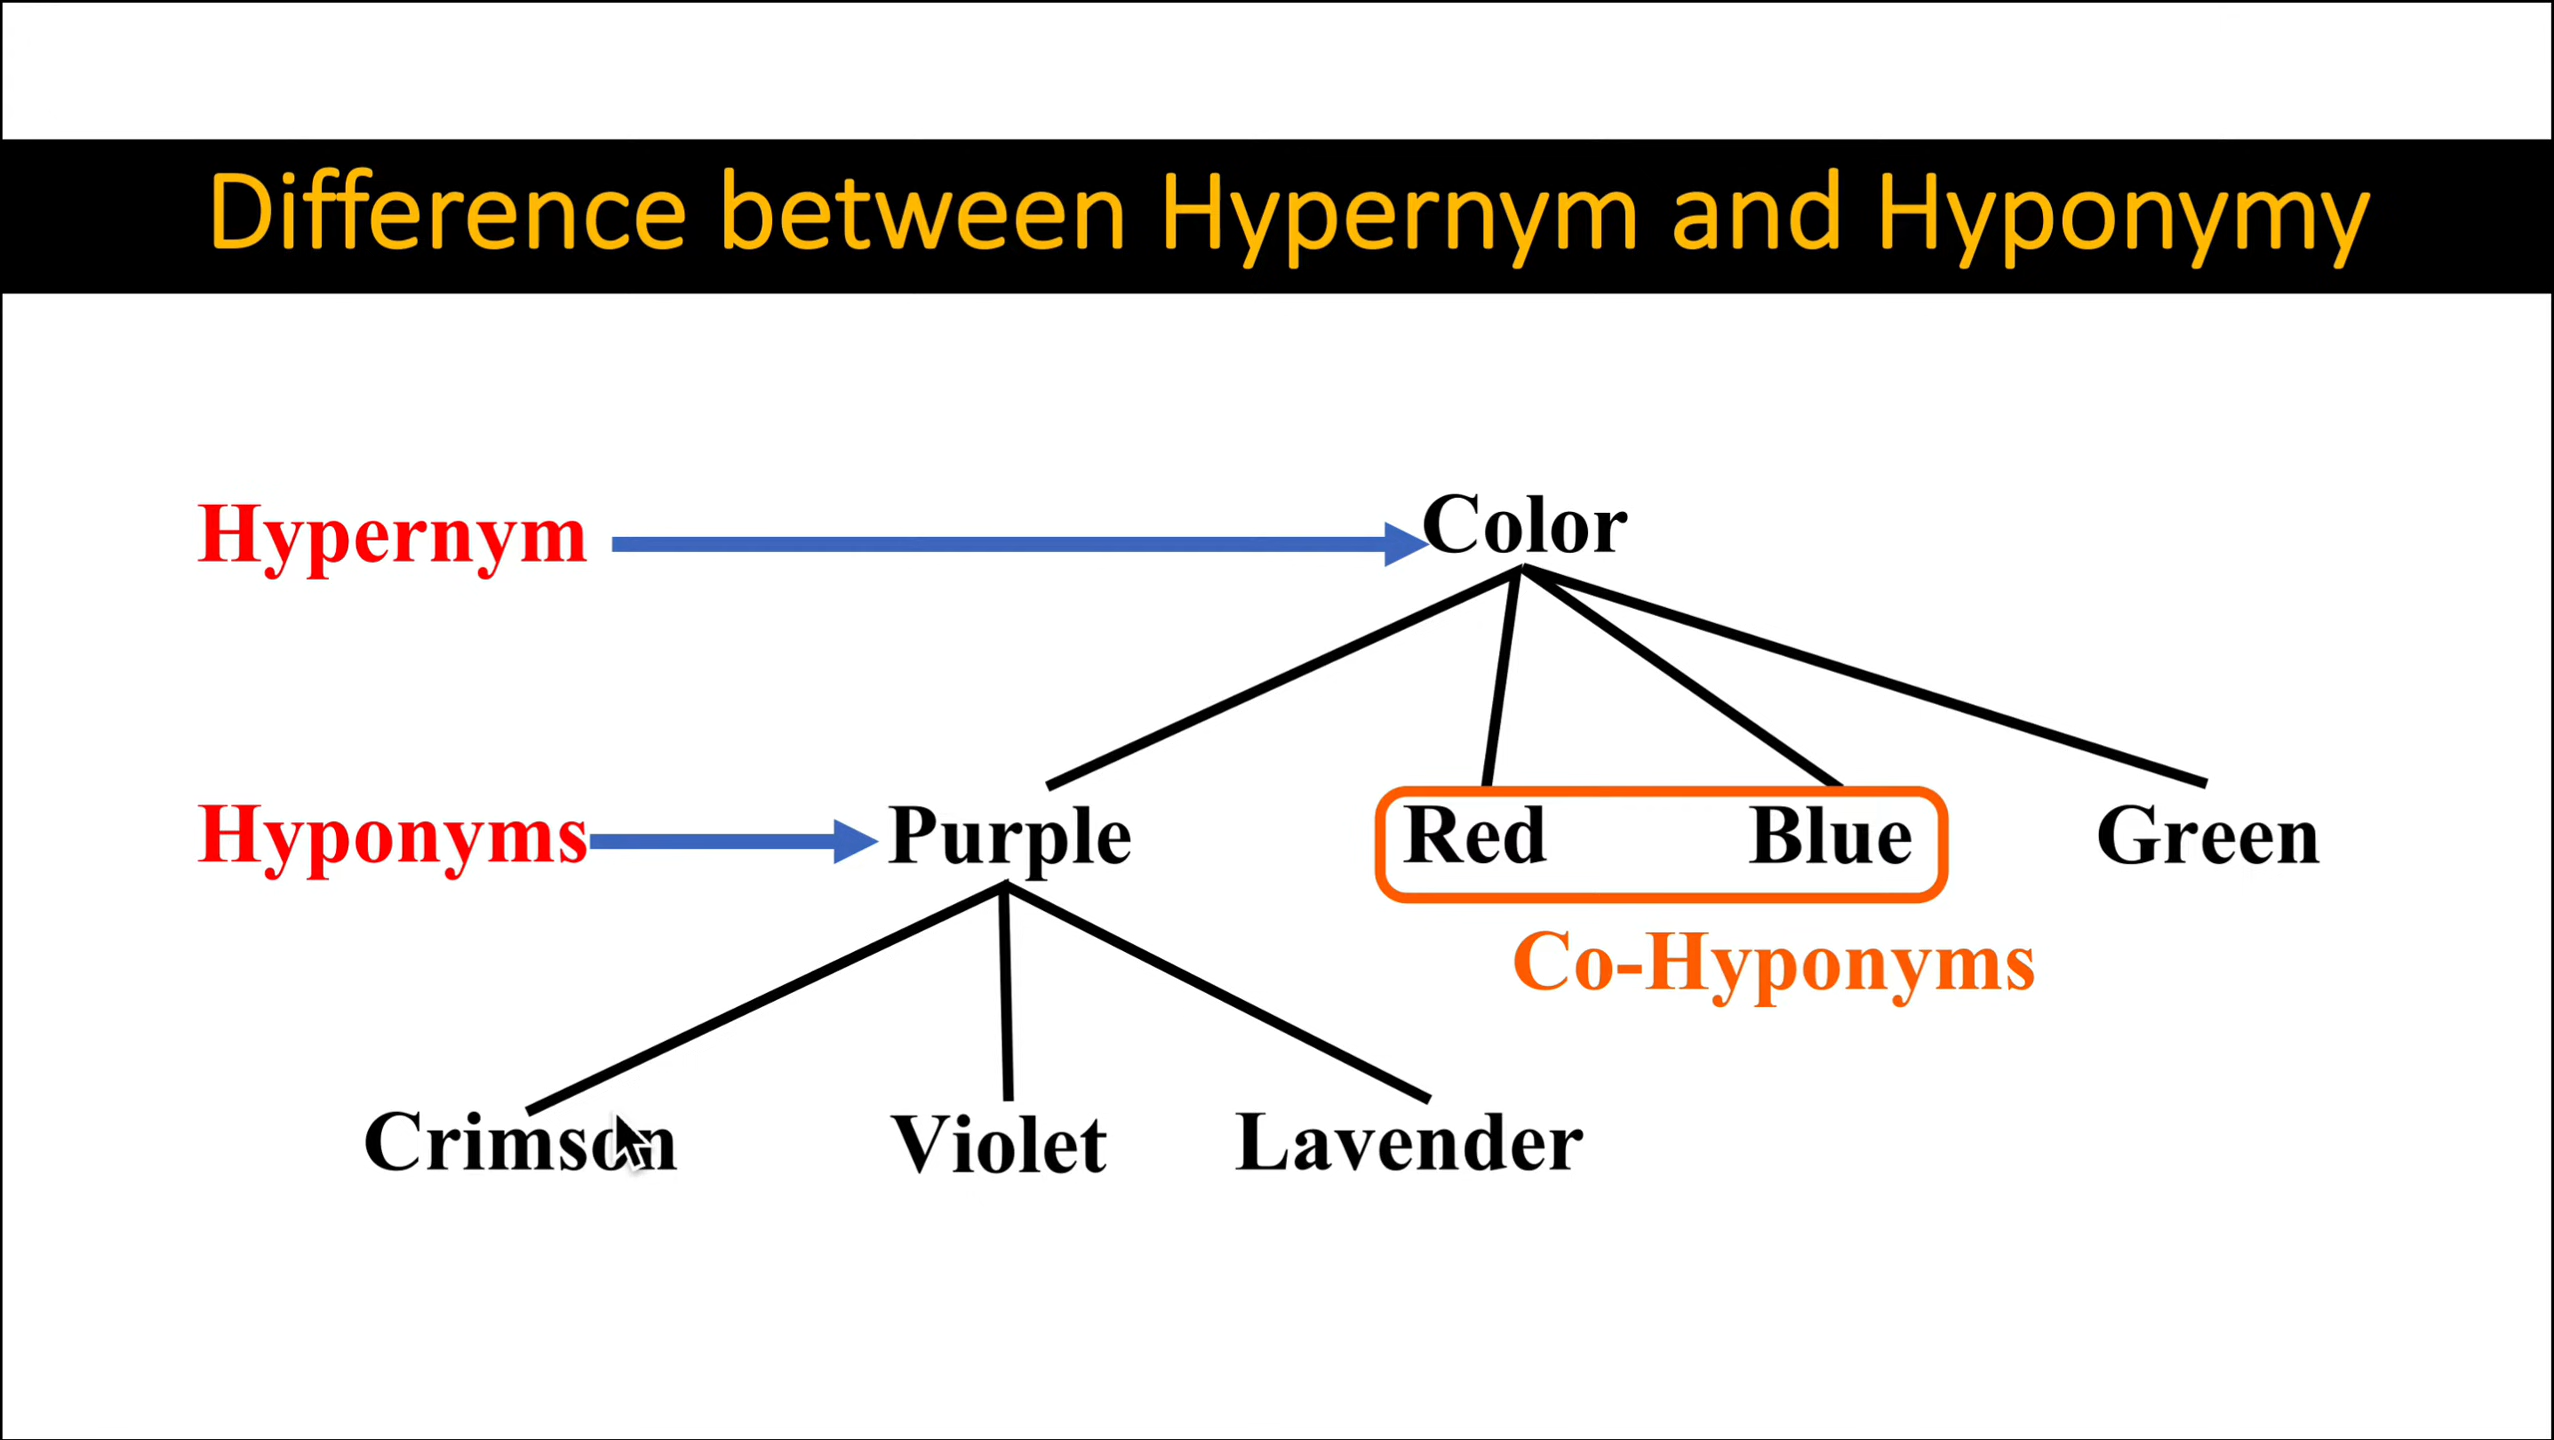 Difference between Hypernym and Hyponymy
Hypernym Color
Hyponyms Purple Red Blue Green
Co-Hyponyms
Crimson Violet Lavender